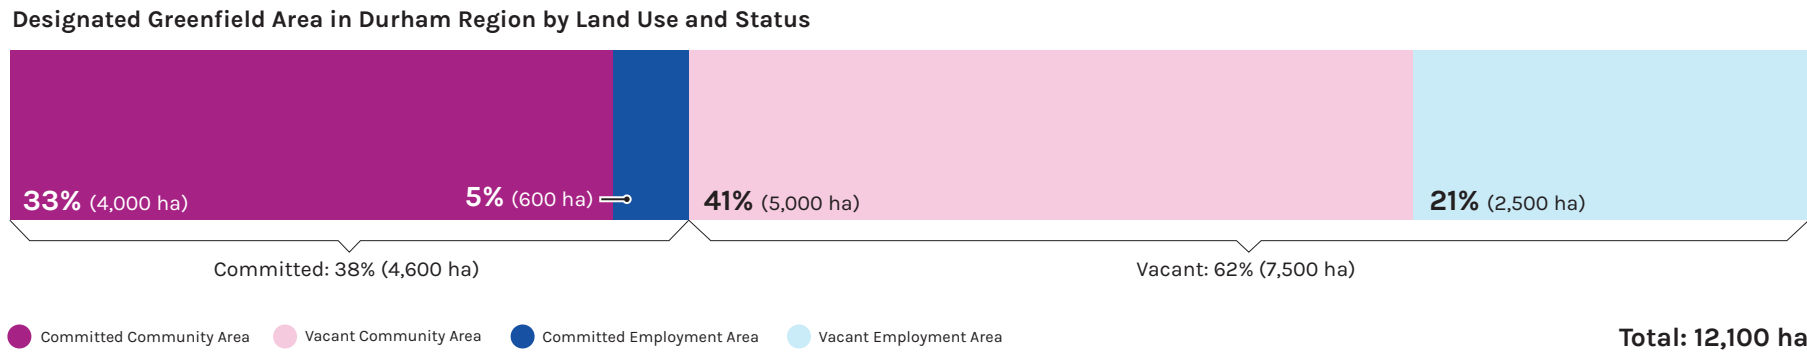 Designated Greenfield Area in Durham Region by Land Use and Status
33% (4,000 ha)
5% (600 ha)
41% (5,000 ha)
21% (2,500 ha)
Committed: 38% (4,600 ha)
Vacant: 62% (7,500 ha)
Committed Community Area
Vacant Community Area
Committed Employment Area
Vacant Employment Area
Total: 12,100 ha